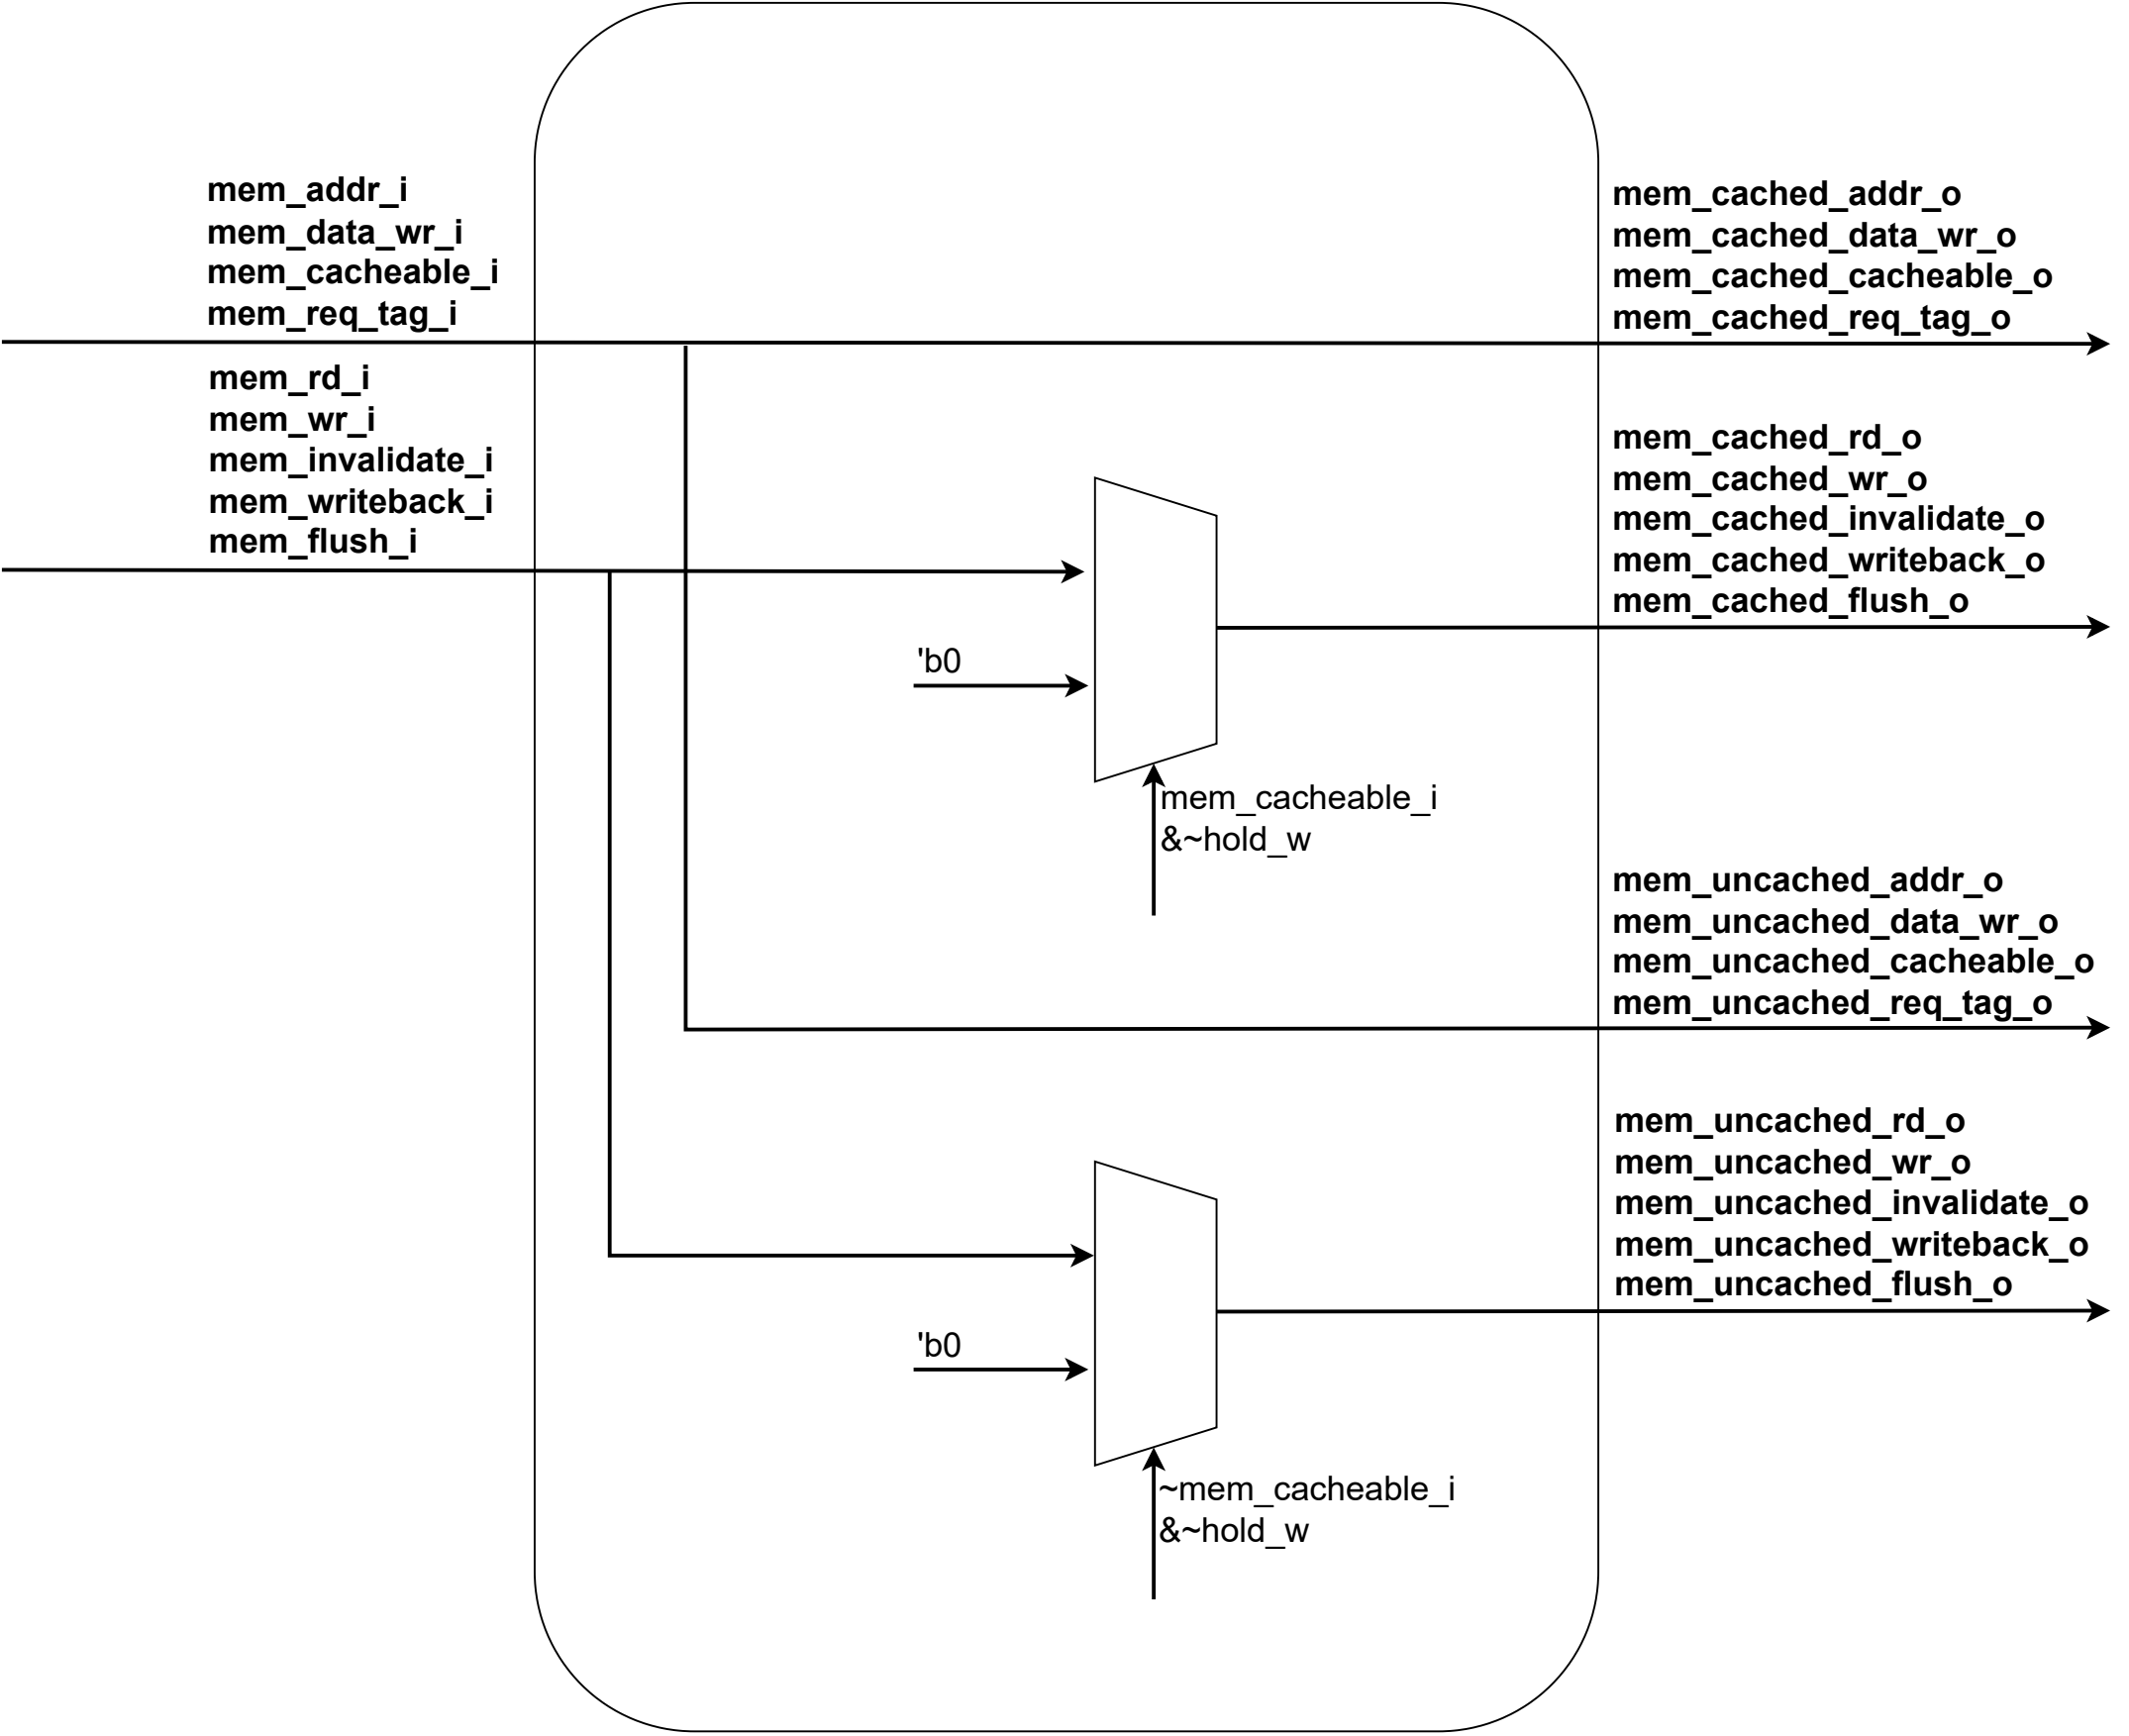 mem_addr_i
mem_data_wr_i
mem_cacheable_i
mem_req_tag_i
mem_rd_i
mem_wr_i
mem_invalidate_i
mem_writeback_i
mem_flush_i
'b0
mem_cacheable_i
&~hold_w
'b0
~mem_cacheable_i
&~hold_w
mem_cached_addr_o
mem_cached_data_wr_o
mem_cached_cacheable_o
mem_cached_req_tag_o
mem_cached_rd_o
mem_cached_wr_o
mem_cached_invalidate_o
mem_cached_writeback_o
mem_cached_flush_o
mem_uncached_addr_o
mem_uncached_data_wr_o
mem_uncached_cacheable_o
mem_uncached_req_tag_o
mem_uncached_rd_o
mem_uncached_wr_o
mem_uncached_invalidate_o
mem_uncached_writeback_o
mem_uncached_flush_o